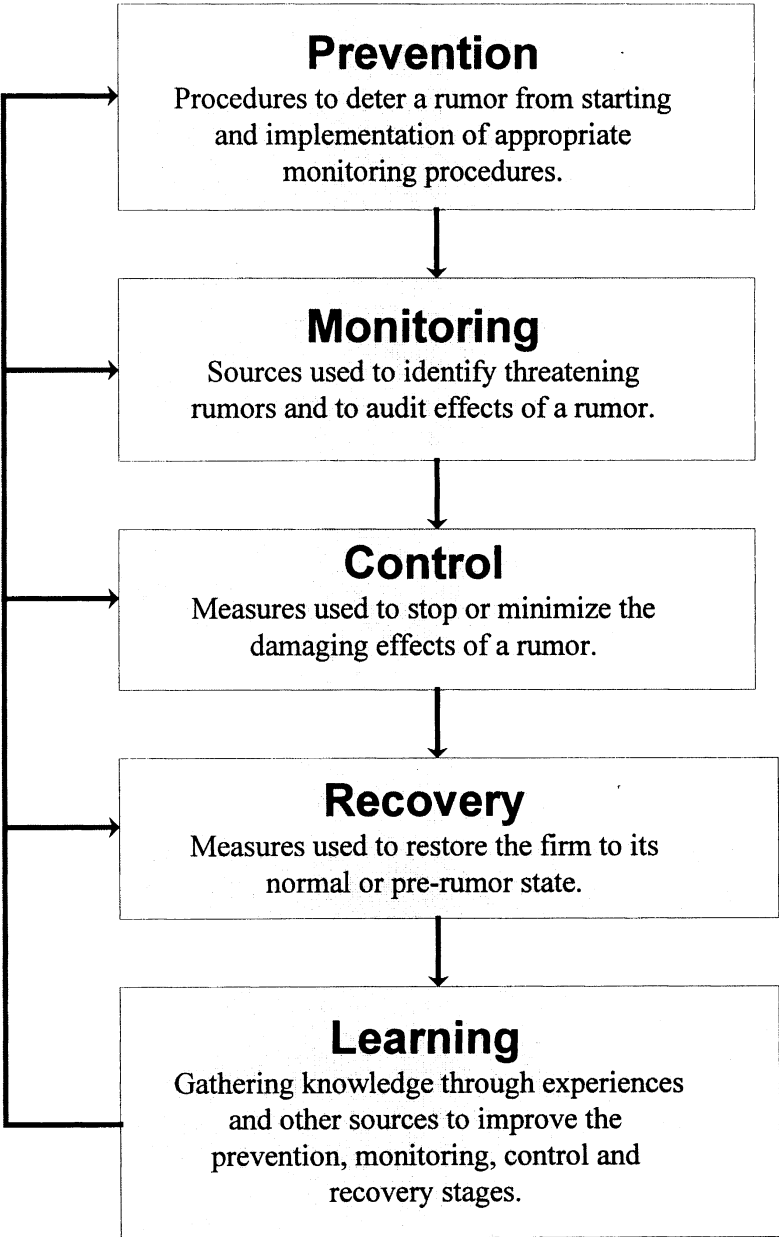 Prevention
Procedures to deter a rumor from starting
and implementation of appropriate
monitoring procedures.
Monitoring
Sources used to identify threatening
rumors and to audit effects of a rumor.
Control
Measures used to stop or minimize the
damaging effects of a rumor.
Recovery
Measures used to restore the firm to its
normal or pre-rumor state.
Learning
Gathering knowledge through experiences
and other sources to improve the
prevention, monitoring, control and
recovery stages.